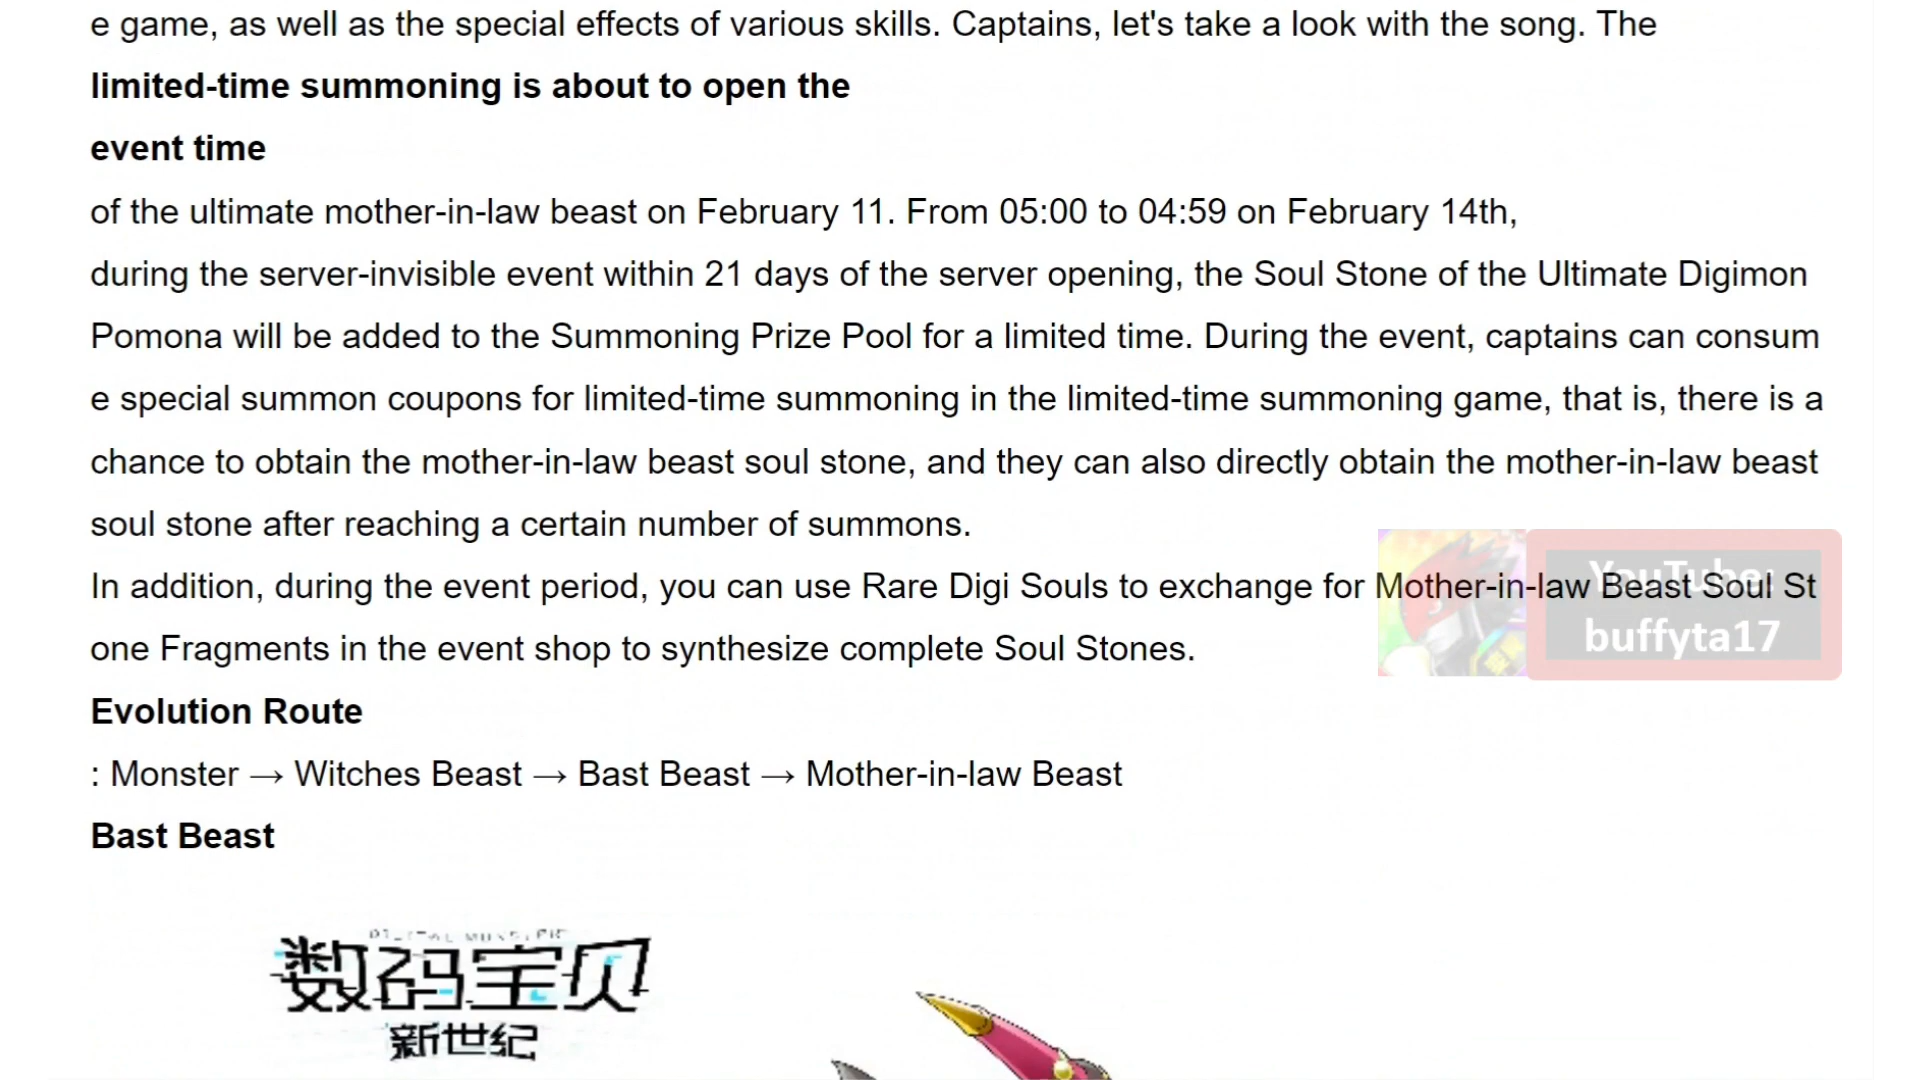 e game, as well as the special effects of various skills. Captains, let's take a look with the song. The
limited-time summoning is about to open the
event time
of the ultimate mother-in-law beast on February 11. From 05:00 to 04:59 on February 14th,
during the server-invisible event within 21 days of the server opening, the Soul Stone of the Ultimate Digimon
Pomona will be added to the Summoning Prize Pool for a limited time. During the event, captains can consum
e special summon coupons for limited-time summoning in the limited-time summoning game, that is, there is a
chance to obtain the mother-in-law beast soul stone, and they can also directly obtain the mother-in-law beast
soul stone after reaching a certain number of summons.
In addition, during the event period, you can use Rare Digi Souls to exchange for Mother-in-law Beast Soul St
one Fragments in the event shop to synthesize complete Soul Stones.
YouTube:
buffyta17
Evolution Route
: Monster → Witches Beast → Bast Beast → Mother-in-law Beast
Bast Beast
数码宝贝
新世纪